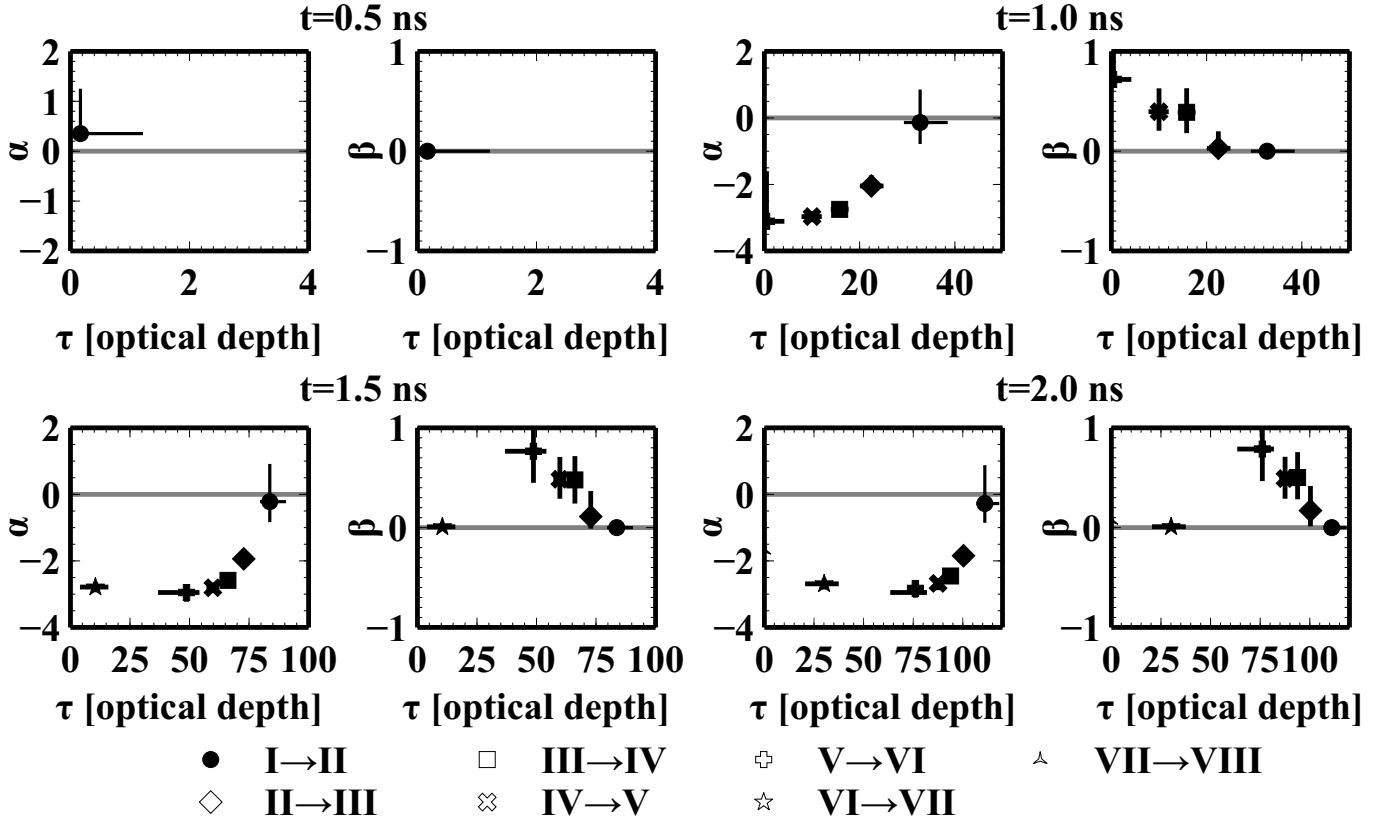 t=0.5 ns t=1.0 ns
2 1 2 1
1 0
α 0 β 0 α −2 β 0
−1
−2 −1 −4 −1
0 2 4 0 2 4 0 20 40 0 20 40
τ [optical depth] τ [optical depth] τ [optical depth] τ [optical depth]
t=1.5 ns t=2.0 ns
2 1 2 1
0 0
α −2 β 0 α −2 β 0
−4 −1 −4 −1
0 25 50 75 100 0 25 50 75 100 0 25 50 75 100 0 25 50 75 100
τ [optical depth] τ [optical depth] τ [optical depth] τ [optical depth]
I→II III→IV V→VI VII→VIII
II→III IV→V VI→VII